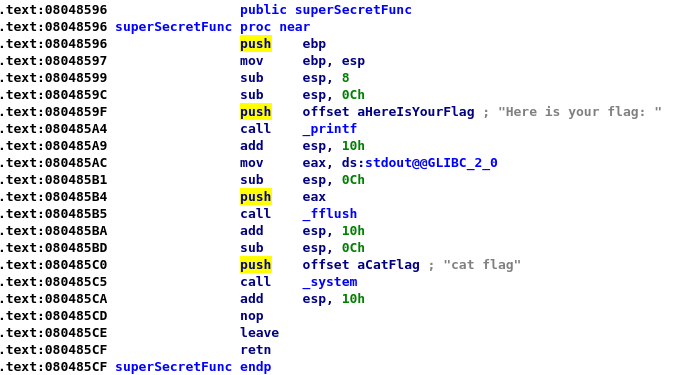 .text:08048596 public superSecretFunc
.text:08048596 superSecretFunc proc near
.text:08048596 push ebp
.text:08048597 mov ebp, esp
.text:08048599 sub esp, 8
.text:0804859C sub esp, 0Ch
.text:0804859F push offset aHereIsYourFlag ; "Here is your flag: "
.text:080485A4 call _printf
.text:080485A9 add esp, 10h
.text:080485AC mov eax, ds:stdout@@GLIBC_2_0
.text:080485B1 sub esp, 0Ch
.text:080485B4 push eax
.text:080485B5 call _fflush
.text:080485BA add esp, 10h
.text:080485BD sub esp, 0Ch
.text:080485C0 push offset aCatFlag ; "cat flag"
.text:080485C5 call _system
.text:080485CA add esp, 10h
.text:080485CD nop
.text:080485CE leave
.text:080485CF retn
.text:080485CF superSecretFunc endp